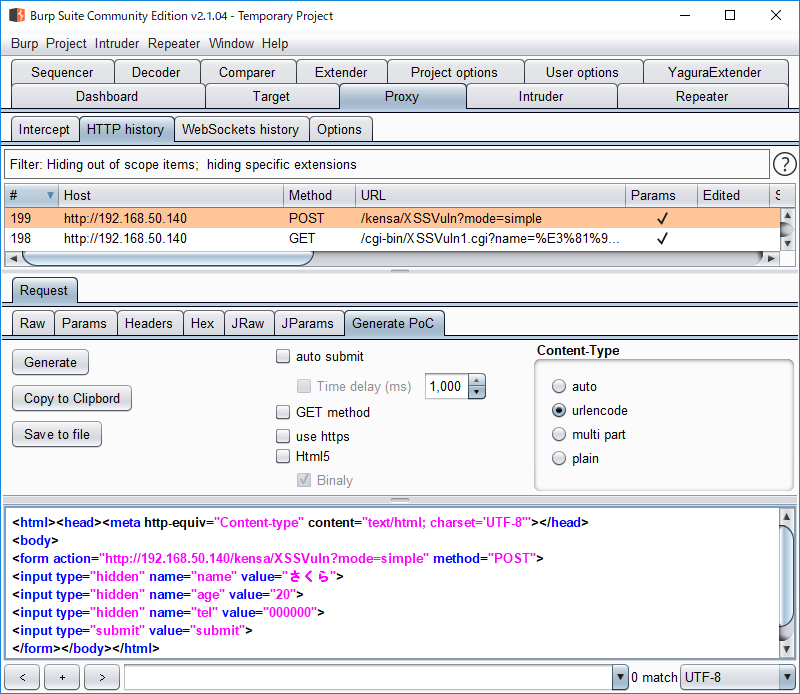 Burp Suite Community Edition v2.1.04 - Temporary Project
Burp Project Intruder Repeater Window Help
Sequencer Decoder Comparer Extender Project options User options YaguraExtender
Dashboard Target Proxy Intruder Repeater
Intercept HTTP history WebSockets history Options
Filter: Hiding out of scope items; hiding specific extensions ?
# Host Method URL Params Edited S
199 http://192.168.50.140 POST /kensa/XSSVuln?mode=simple ✓
198 http://192.168.50.140 GET /cgi-bin/XSSVuln1.cgi?name=%E3%81%9... ✓
Request
Raw Params Headers Hex JRaw JParams Generate PoC
Generate
Copy to Clipbord
Save to file
auto submit
Time delay (ms) 1,000
GET method
use https
Html5
Binaly
Content-Type
auto
urlencode
multi part
plain
<html><head><meta http-equiv="Content-type" content="text/html; charset='UTF-8'"></head>
<body>
<form action="http://192.168.50.140/kensa/XSSVuln?mode=simple" method="POST">
<input type="hidden" name="name" value="さくら">
<input type="hidden" name="age" value="20">
<input type="hidden" name="tel" value="000000">
<input type="submit" value="submit">
</form></body></html>
< + > 0 match UTF-8